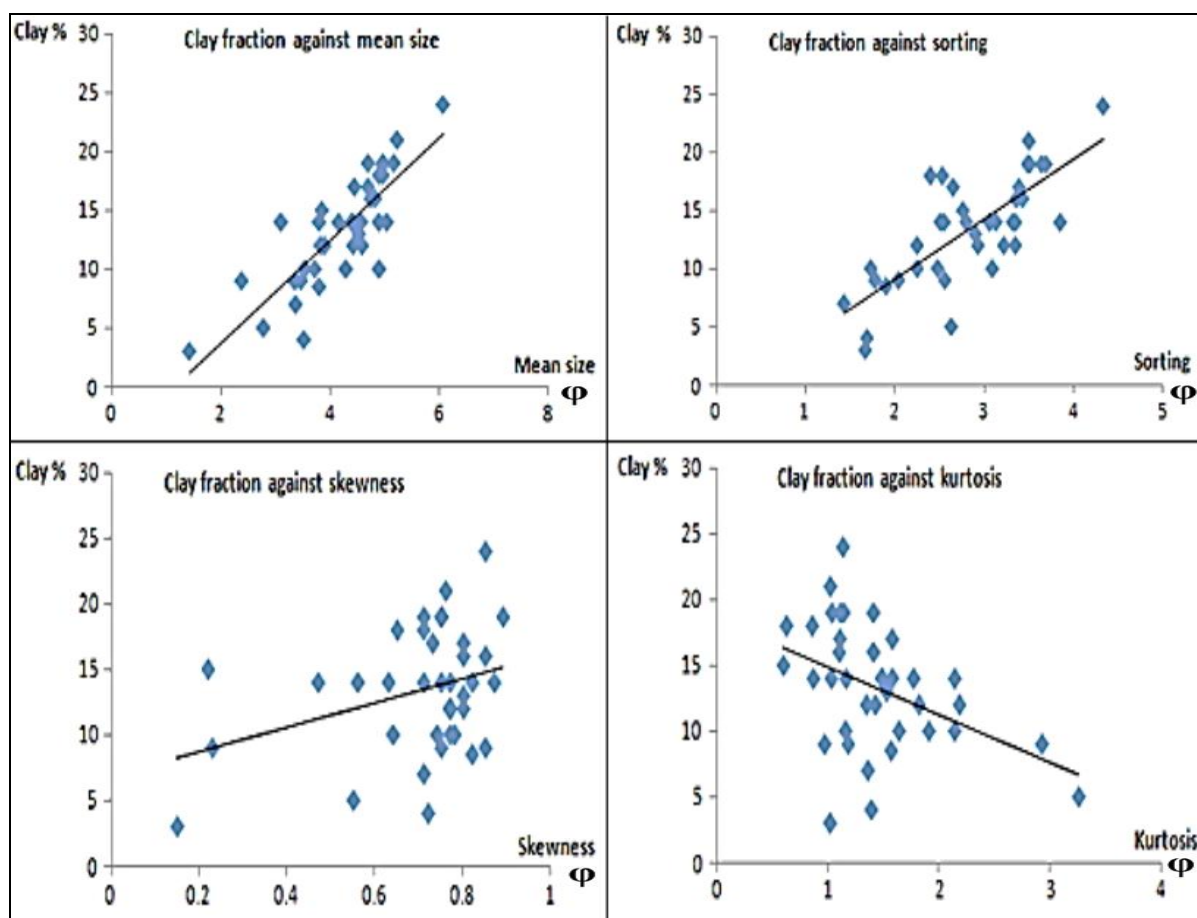 Clay %
Clay fraction against mean size
30
25
20
15
10
5
0
0 2 4 6 8
Mean size
φ
Clay %
Clay fraction against sorting
30
25
20
15
10
5
0
0 1 2 3 4 5
Sorting
φ
Clay %
Clay fraction against skewness
30
25
20
15
10
5
0
0 0.2 0.4 0.6 0.8 1
Skewness
φ
Clay %
Clay fraction against kurtosis
30
25
20
15
10
5
0
0 1 2 3 4
Kurtosis
φ